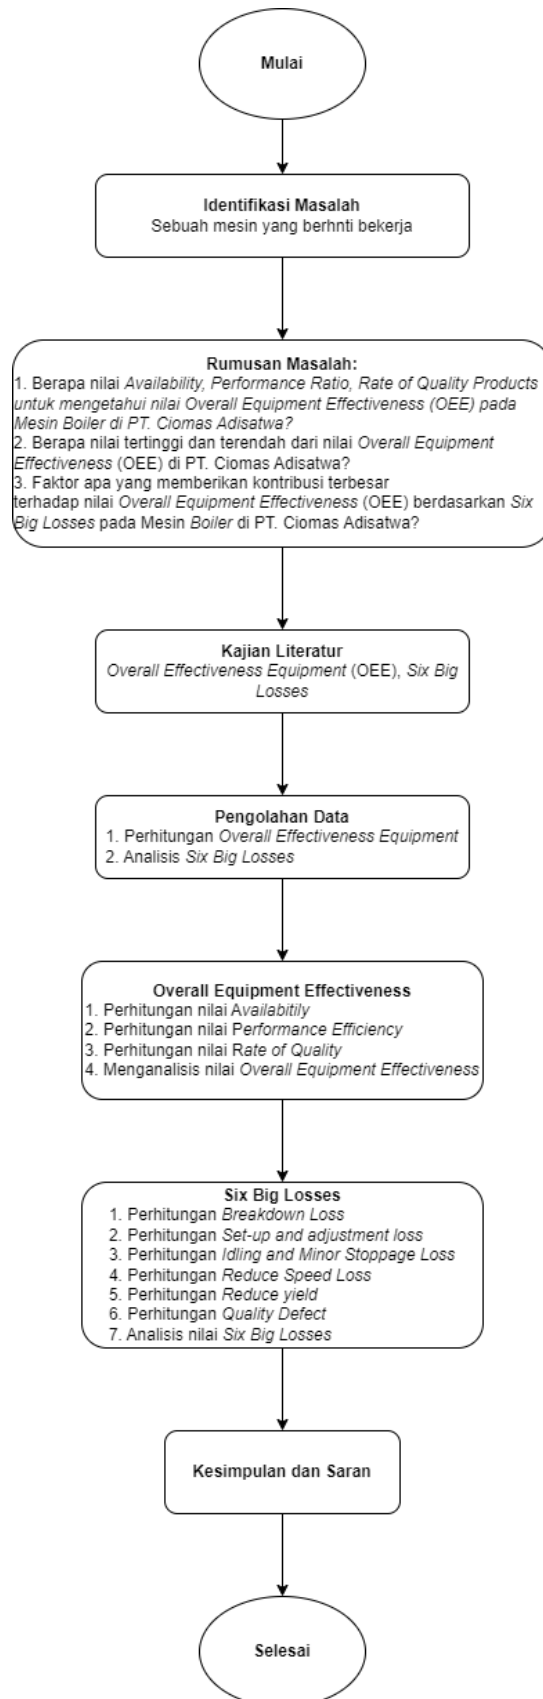 Mulai
Identifikasi Masalah
Sebuah mesin yang berhnti bekerja
Rumusan Masalah:
1. Berapa nilai Availability, Performance Ratio, Rate of Quality Products
untuk mengetahui nilai Overall Equipment Effectiveness (OEE) pada
Mesin Boiler di PT. Ciomas Adisatwa?
2. Berapa nilai tertinggi dan terendah dari nilai Overall Equipment
Effectiveness (OEE) di PT. Ciomas Adisatwa?
3. Faktor apa yang memberikan kontribusi terbesar
terhadap nilai Overall Equipment Effectiveness (OEE) berdasarkan Six
Big Losses pada Mesin Boiler di PT. Ciomas Adisatwa?
Kajian Literatur
Overall Effectiveness Equipment (OEE), Six Big
Losses
Pengolahan Data
1. Perhitungan Overall Effectiveness Equipment
2. Analisis Six Big Losses
Overall Equipment Effectiveness
1. Perhitungan nilai Availabitily
2. Perhitungan nilai Performance Efficiency
3. Perhitungan nilai Rate of Quality
4. Menganalisis nilai Overall Equipment Effectiveness
Six Big Losses
1. Perhitungan Breakdown Loss
2. Perhitungan Set-up and adjustment loss
3. Perhitungan Idling and Minor Stoppage Loss
4. Perhitungan Reduce Speed Loss
5. Perhitungan Reduce yield
6. Perhitungan Quality Defect
7. Analisis nilai Six Big Losses
Kesimpulan dan Saran
Selesai